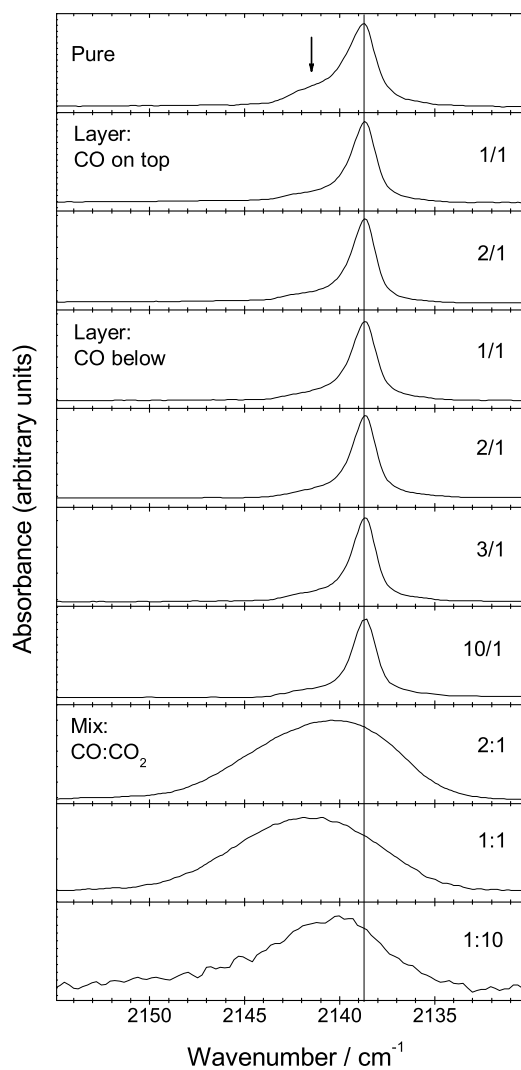 Pure
Layer:
CO on top
1/1
2/1
Layer:
CO below
1/1
2/1
3/1
10/1
Mix:
CO:CO₂
2:1
1:1
1:10
Absorbance (arbitrary units)
2150 2145 2140 2135
Wavenumber / cm⁻¹